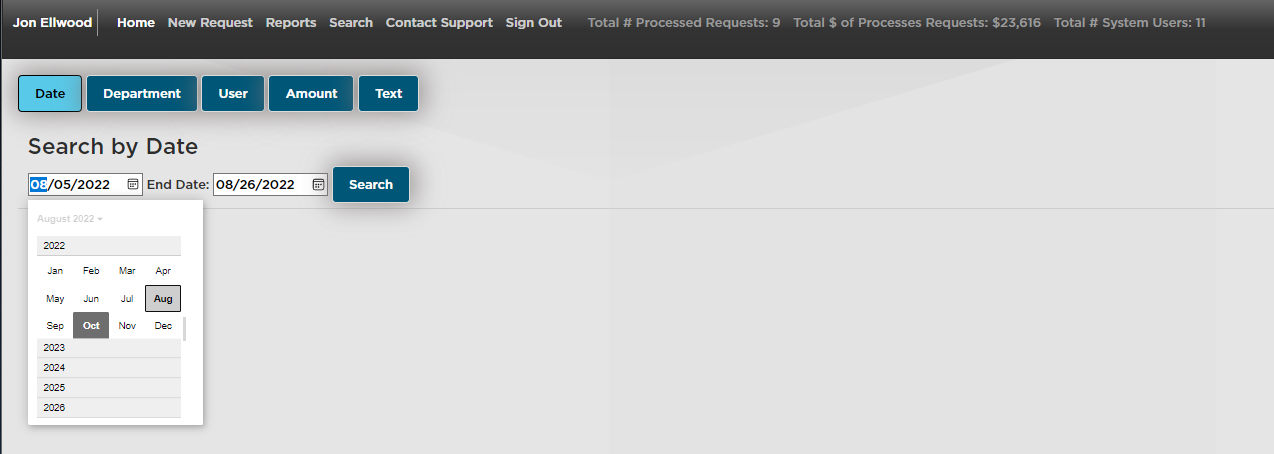 Jon Ellwood Home New Request Reports Search Contact Support Sign Out Total # Processed Requests: 9 Total $ of Processes Requests: $23,616 Total # System Users: 11
Date Department User Amount Text
Search by Date
08/05/2022 End Date: 08/26/2022 Search
August 2022
2022
Jan Feb Mar Apr
May Jun Jul Aug
Sep Oct Nov Dec
2023
2024
2025
2026